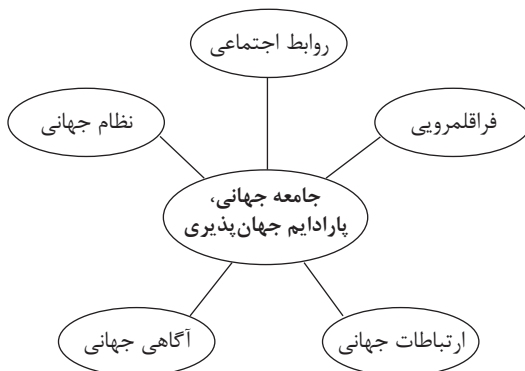 روابط اجتماعی
فراقلمرویی
نظام جهانی
جامعه جهانی،
پارادایم جهان‌پذیری
ارتباطات جهانی
آگاهی جهانی